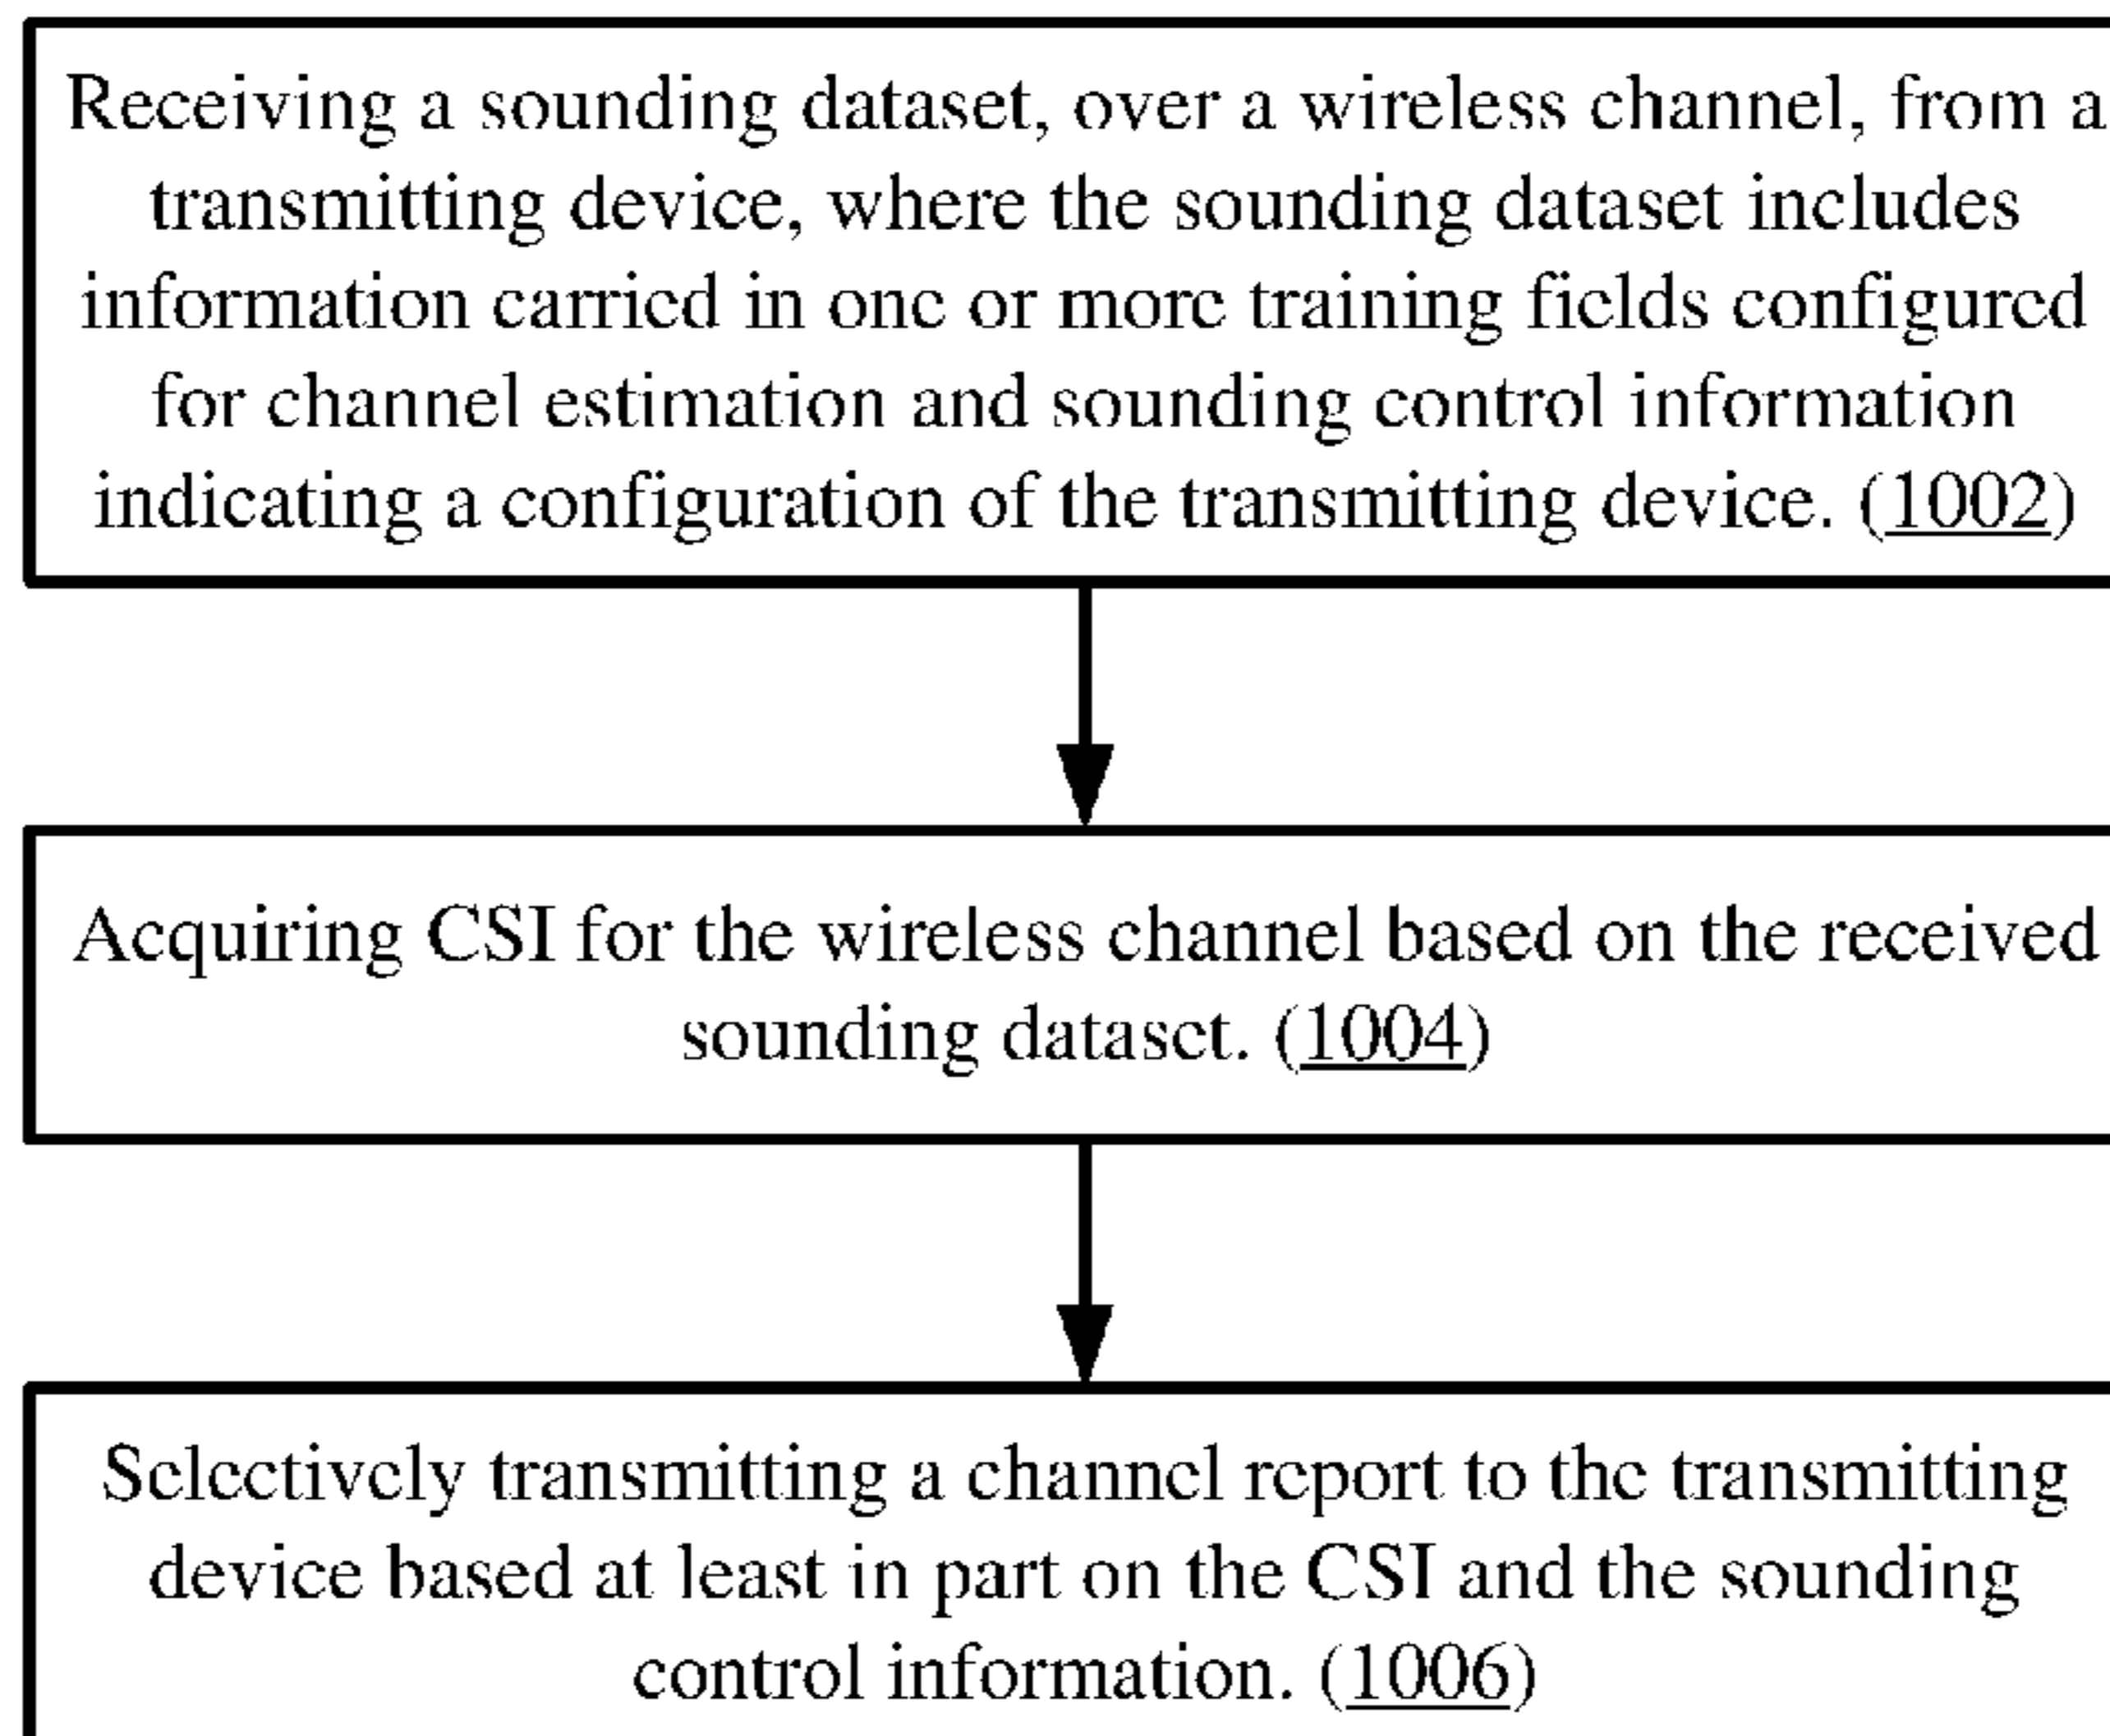 Receiving a sounding dataset, over a wireless channel, from a
transmitting device, where the sounding dataset includes
information carried in one or more training fields configured
for channel estimation and sounding control information
indicating a configuration of the transmitting device. (1002)
Acquiring CSI for the wireless channel based on the received
sounding dataset. (1004)
Selectively transmitting a channel report to the transmitting
device based at least in part on the CSI and the sounding
control information. (1006)